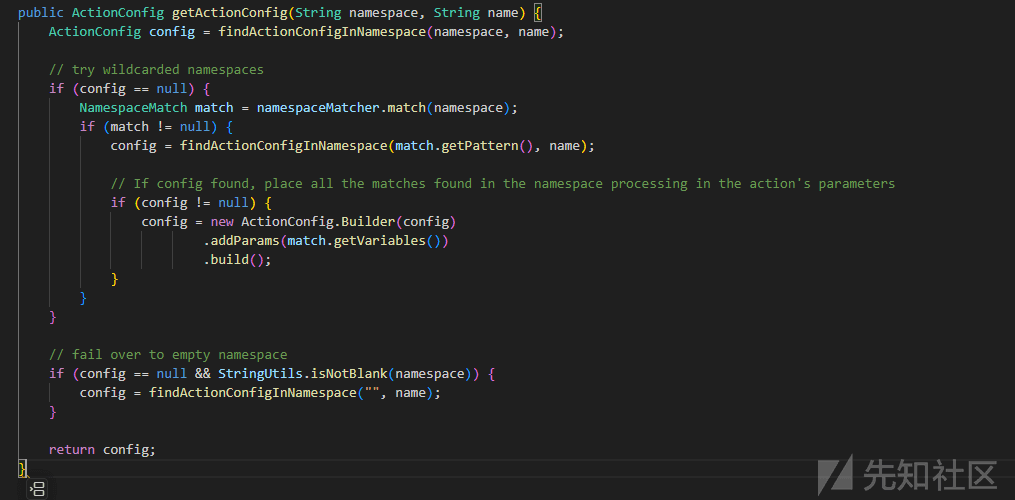 public ActionConfig getActionConfig(String namespace, String name) {
    ActionConfig config = findActionConfigInNamespace(namespace, name);

    // try wildcarded namespaces
    if (config == null) {
        NamespaceMatch match = namespaceMatcher.match(namespace);
        if (match != null) {
            config = findActionConfigInNamespace(match.getPattern(), name);

            // If config found, place all the matches found in the namespace processing in the action's parameters
            if (config != null) {
                config = new ActionConfig.Builder(config)
                        .addParams(match.getVariables())
                        .build();
            }
        }
    }

    // fail over to empty namespace
    if (config == null && StringUtils.isNotBlank(namespace)) {
        config = findActionConfigInNamespace("", name);
    }

    return config;
}
先知社区